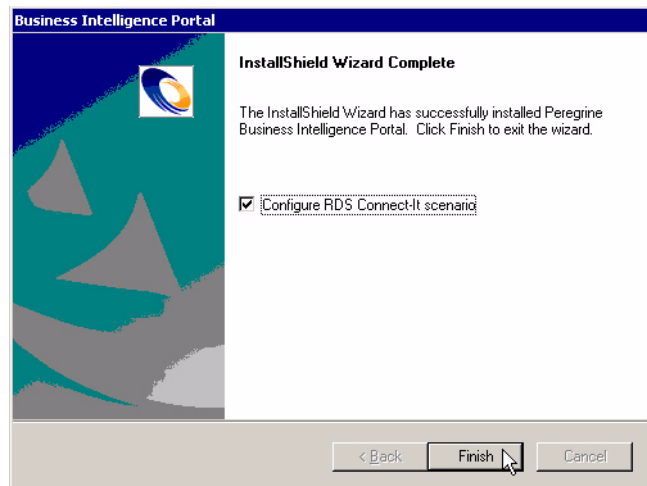 Business Intelligence Portal
InstallShield Wizard Complete
The InstallShield Wizard has successfully installed Peregrine
Business Intelligence Portal.  Click Finish to exit the wizard.
Configure RDS Connect-It scenario
< Back
Finish
Cancel